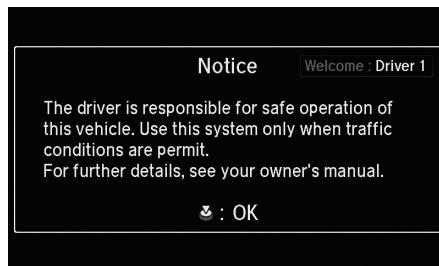 Notice
Welcome : Driver 1
The driver is responsible for safe operation of
this vehicle. Use this system only when traffic
conditions are permit.
For further details, see your owner's manual.
: OK